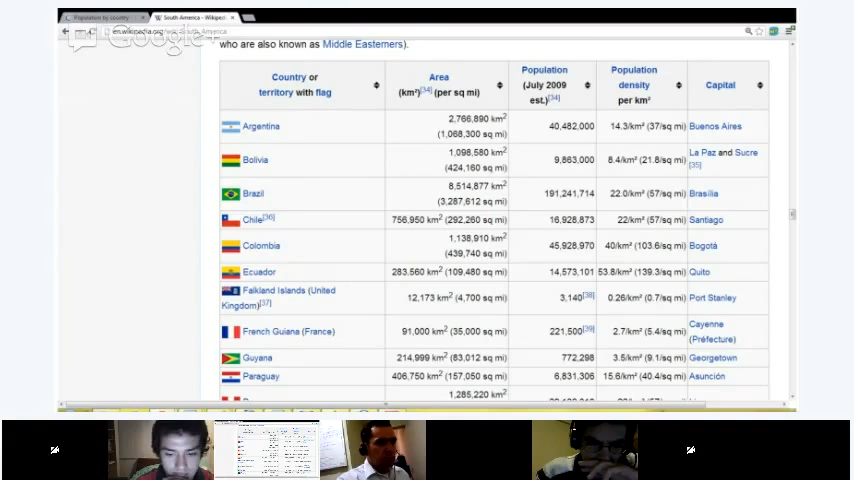 Population by country
South America - Wikiped
Google+
en.wikipedia.org
who are also known as Middle Easterners).
Country or territory with flag
Area (km²)[34] (per sq mi)
Population (July 2009 est.)[34]
Population density per km²
Capital
Argentina 2,766,890 km² (1,068,300 sq mi) 40,482,000 14.3/km² (37/sq mi) Buenos Aires
Bolivia 1,098,580 km² (424,160 sq mi) 9,863,000 8.4/km² (21.8/sq mi) La Paz and Sucre [35]
Brazil 8,514,877 km² (3,287,612 sq mi) 191,241,714 22.0/km² (57/sq mi) Brasília
Chile[36] 756,950 km² (292,260 sq mi) 16,928,873 22/km² (57/sq mi) Santiago
Colombia 1,138,910 km² (439,740 sq mi) 45,928,970 40/km² (103.6/sq mi) Bogotá
Ecuador 283,560 km² (109,480 sq mi) 14,573,101 53.8/km² (139.3/sq mi) Quito
Falkland Islands (United Kingdom)[37] 12,173 km² (4,700 sq mi) 3,140[38] 0.26/km² (0.7/sq mi) Port Stanley
French Guiana (France) 91,000 km² (35,000 sq mi) 221,500[39] 2.7/km² (5.4/sq mi) Cayenne (Préfecture)
Guyana 214,999 km² (83,012 sq mi) 772,298 3.5/km² (9.1/sq mi) Georgetown
Paraguay 406,750 km² (157,050 sq mi) 6,831,306 15.6/km² (40.4/sq mi) Asunción
1,285,220 km²